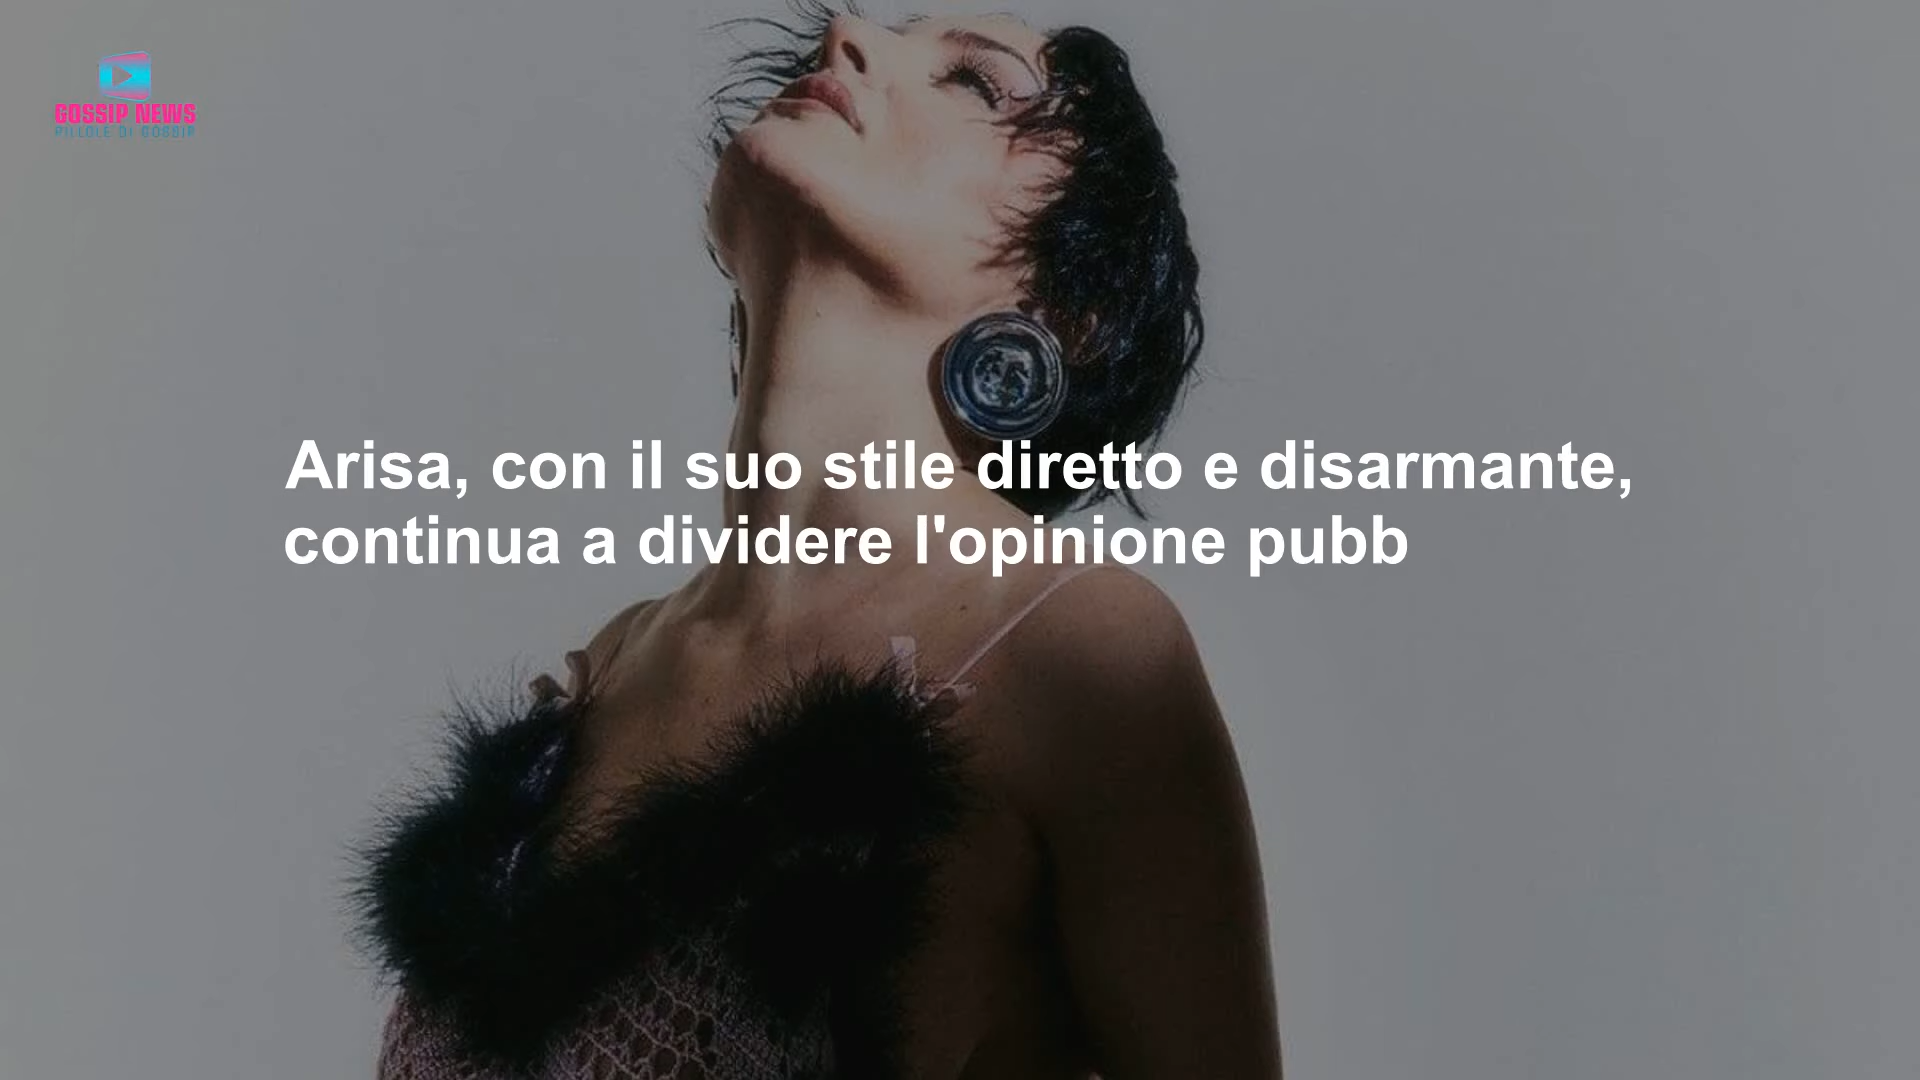 GOSSIP NEWS
PILLOLE DI GOSSIP
Arisa, con il suo stile diretto e disarmante,
continua a dividere l'opinione pubb